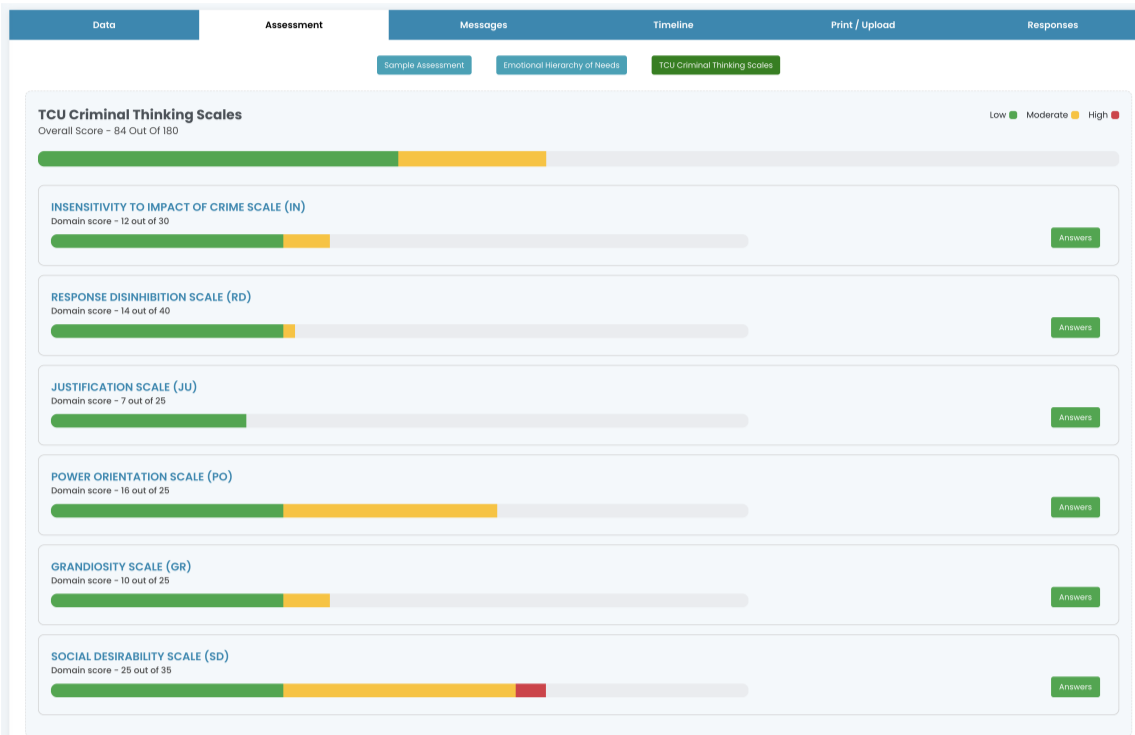 Data Assessment Messages Timeline Print / Upload Responses
Sample Assessment Emotional Hierarchy of Needs TCU Criminal Thinking Scales
TCU Criminal Thinking Scales
Low Moderate High
Overall Score - 84 Out Of 180
INSENSITIVITY TO IMPACT OF CRIME SCALE (IN)
Domain score - 12 out of 30
Answers
RESPONSE DISINHIBITION SCALE (RD)
Domain score - 14 out of 40
Answers
JUSTIFICATION SCALE (JU)
Domain score - 7 out of 25
Answers
POWER ORIENTATION SCALE (PO)
Domain score - 16 out of 25
Answers
GRANDIOSITY SCALE (GR)
Domain score - 10 out of 25
Answers
SOCIAL DESIRABILITY SCALE (SD)
Domain score - 25 out of 35
Answers